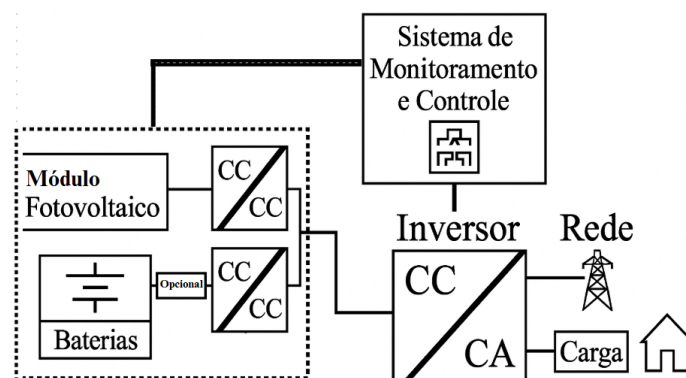 Sistema de
Monitoramento
e Controle
Módulo
Fotovoltaico
CC
CC
Opcional
CC
CC
Baterias
Inversor
CC
CA
Rede
Carga